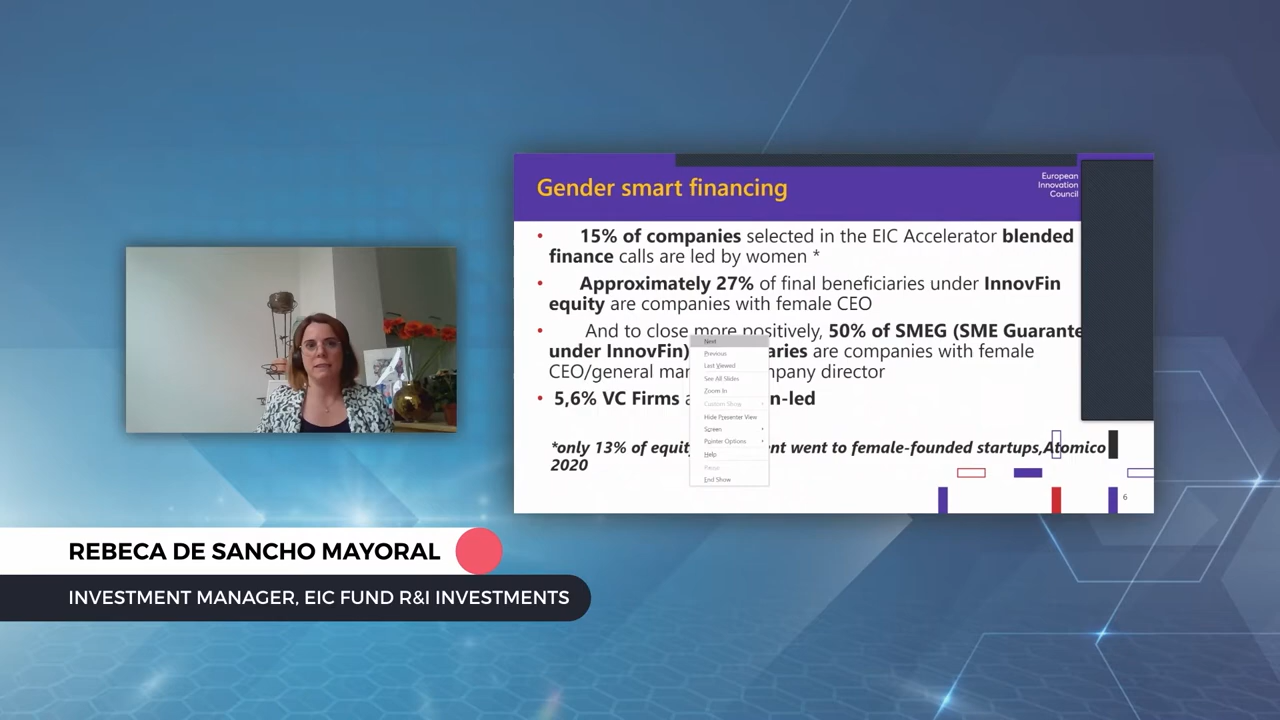 Gender smart financing
European
Innovation
Council
• 15% of companies selected in the EIC Accelerator blended
finance calls are led by women *
• Approximately 27% of final beneficiaries under InnovFin
equity are companies with female CEO
• And to close more positively, 50% of SMEG (SME Guarante
under InnovFin) aries are companies with female
CEO/general mar mpany director
• 5,6% VC Firms a n-led
*only 13% of equity nt went to female-founded startups,Atomico
2020
Next
Previous
Last Viewed
See All Slides
Zoom In
Custom Show
Hide Presenter View
Screen
Pointer Options
Help
Pause
End Show
6
REBECA DE SANCHO MAYORAL
INVESTMENT MANAGER, EIC FUND R&I INVESTMENTS